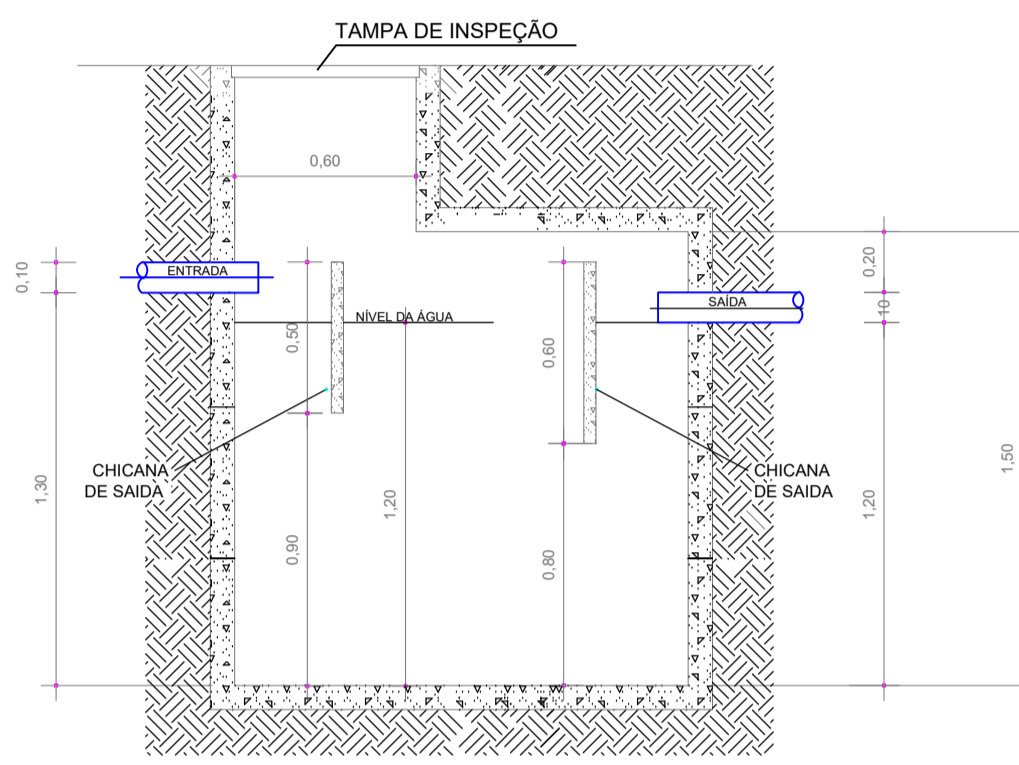 TAMPA DE INSPEÇÃO
0,60
0,10
ENTRADA
0,20
SAÍDA
10
NÍVEL DA ÁGUA
0,50
0,60
CHICANA
DE SAIDA
CHICANA
DE SAIDA
1,30
1,20
0,90
0,80
1,20
1,50